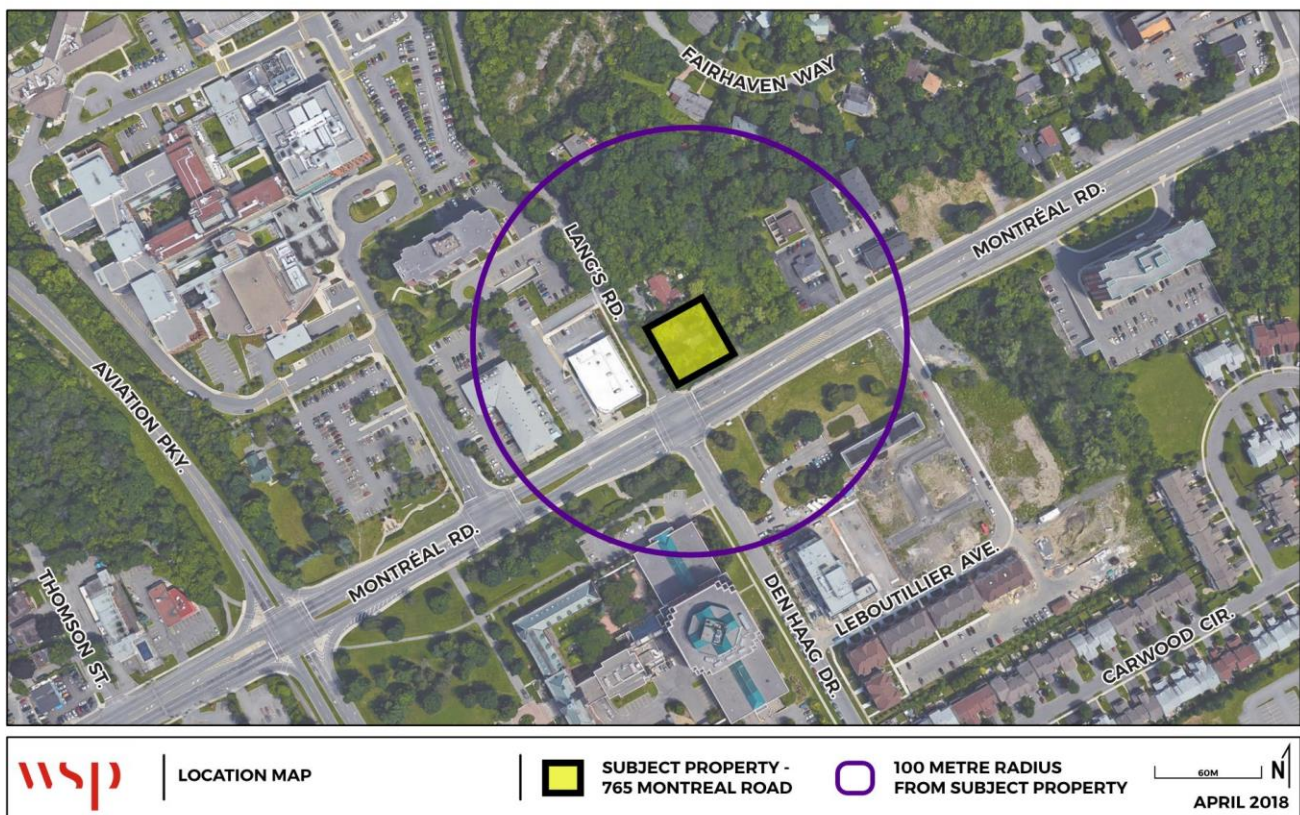 FAIRHAVEN WAY
MONTRÉAL RD.
LANG'S RD.
AVIATION PKY.
MONTRÉAL RD.
THOMSON ST.
DEN HAAG DR.
LEBOUTILLIER AVE.
CARWOOD CIR.
wsp
LOCATION MAP
SUBJECT PROPERTY -
765 MONTREAL ROAD
100 METRE RADIUS
FROM SUBJECT PROPERTY
60M
N
APRIL 2018